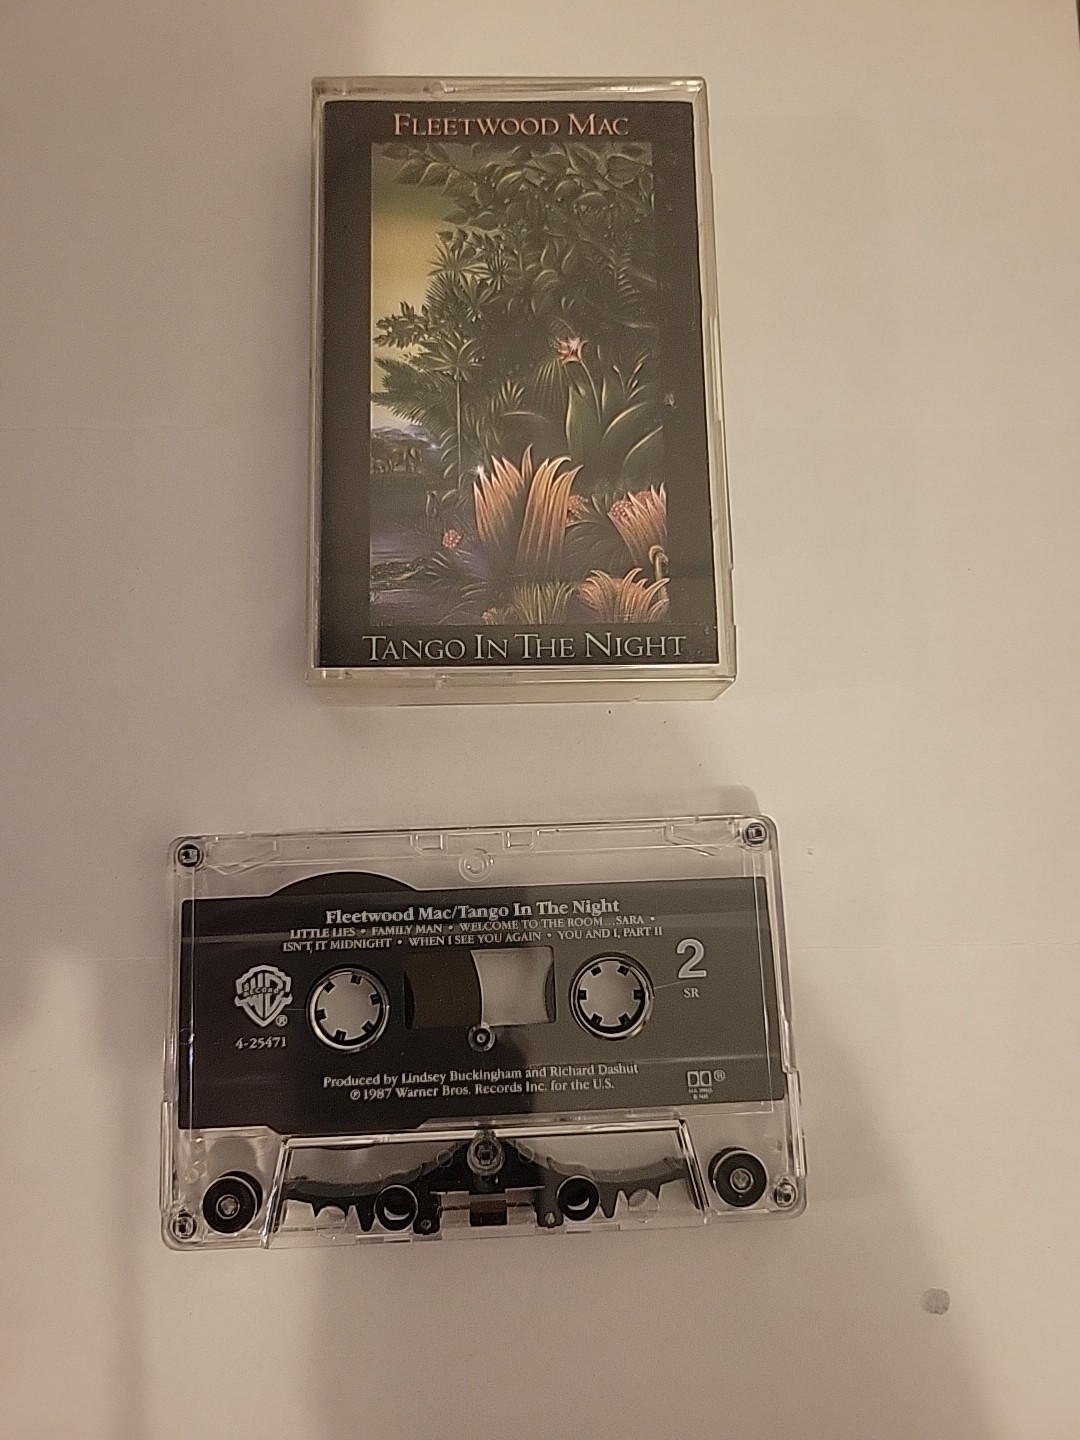 FLEETWOOD MAC
TANGO IN THE NIGHT
Fleetwood Mac/Tango In The Night
LITTLE LIES • FAMILY MAN • WELCOME TO THE ROOM...SARA •
ISN'T IT MIDNIGHT • WHEN I SEE YOU AGAIN • YOU AND I, PART II
2
SR
WB
RECORDS
®
4-25471
Produced by Lindsey Buckingham and Richard Dashut
℗ 1987 Warner Bros. Records Inc. for the U.S.
®